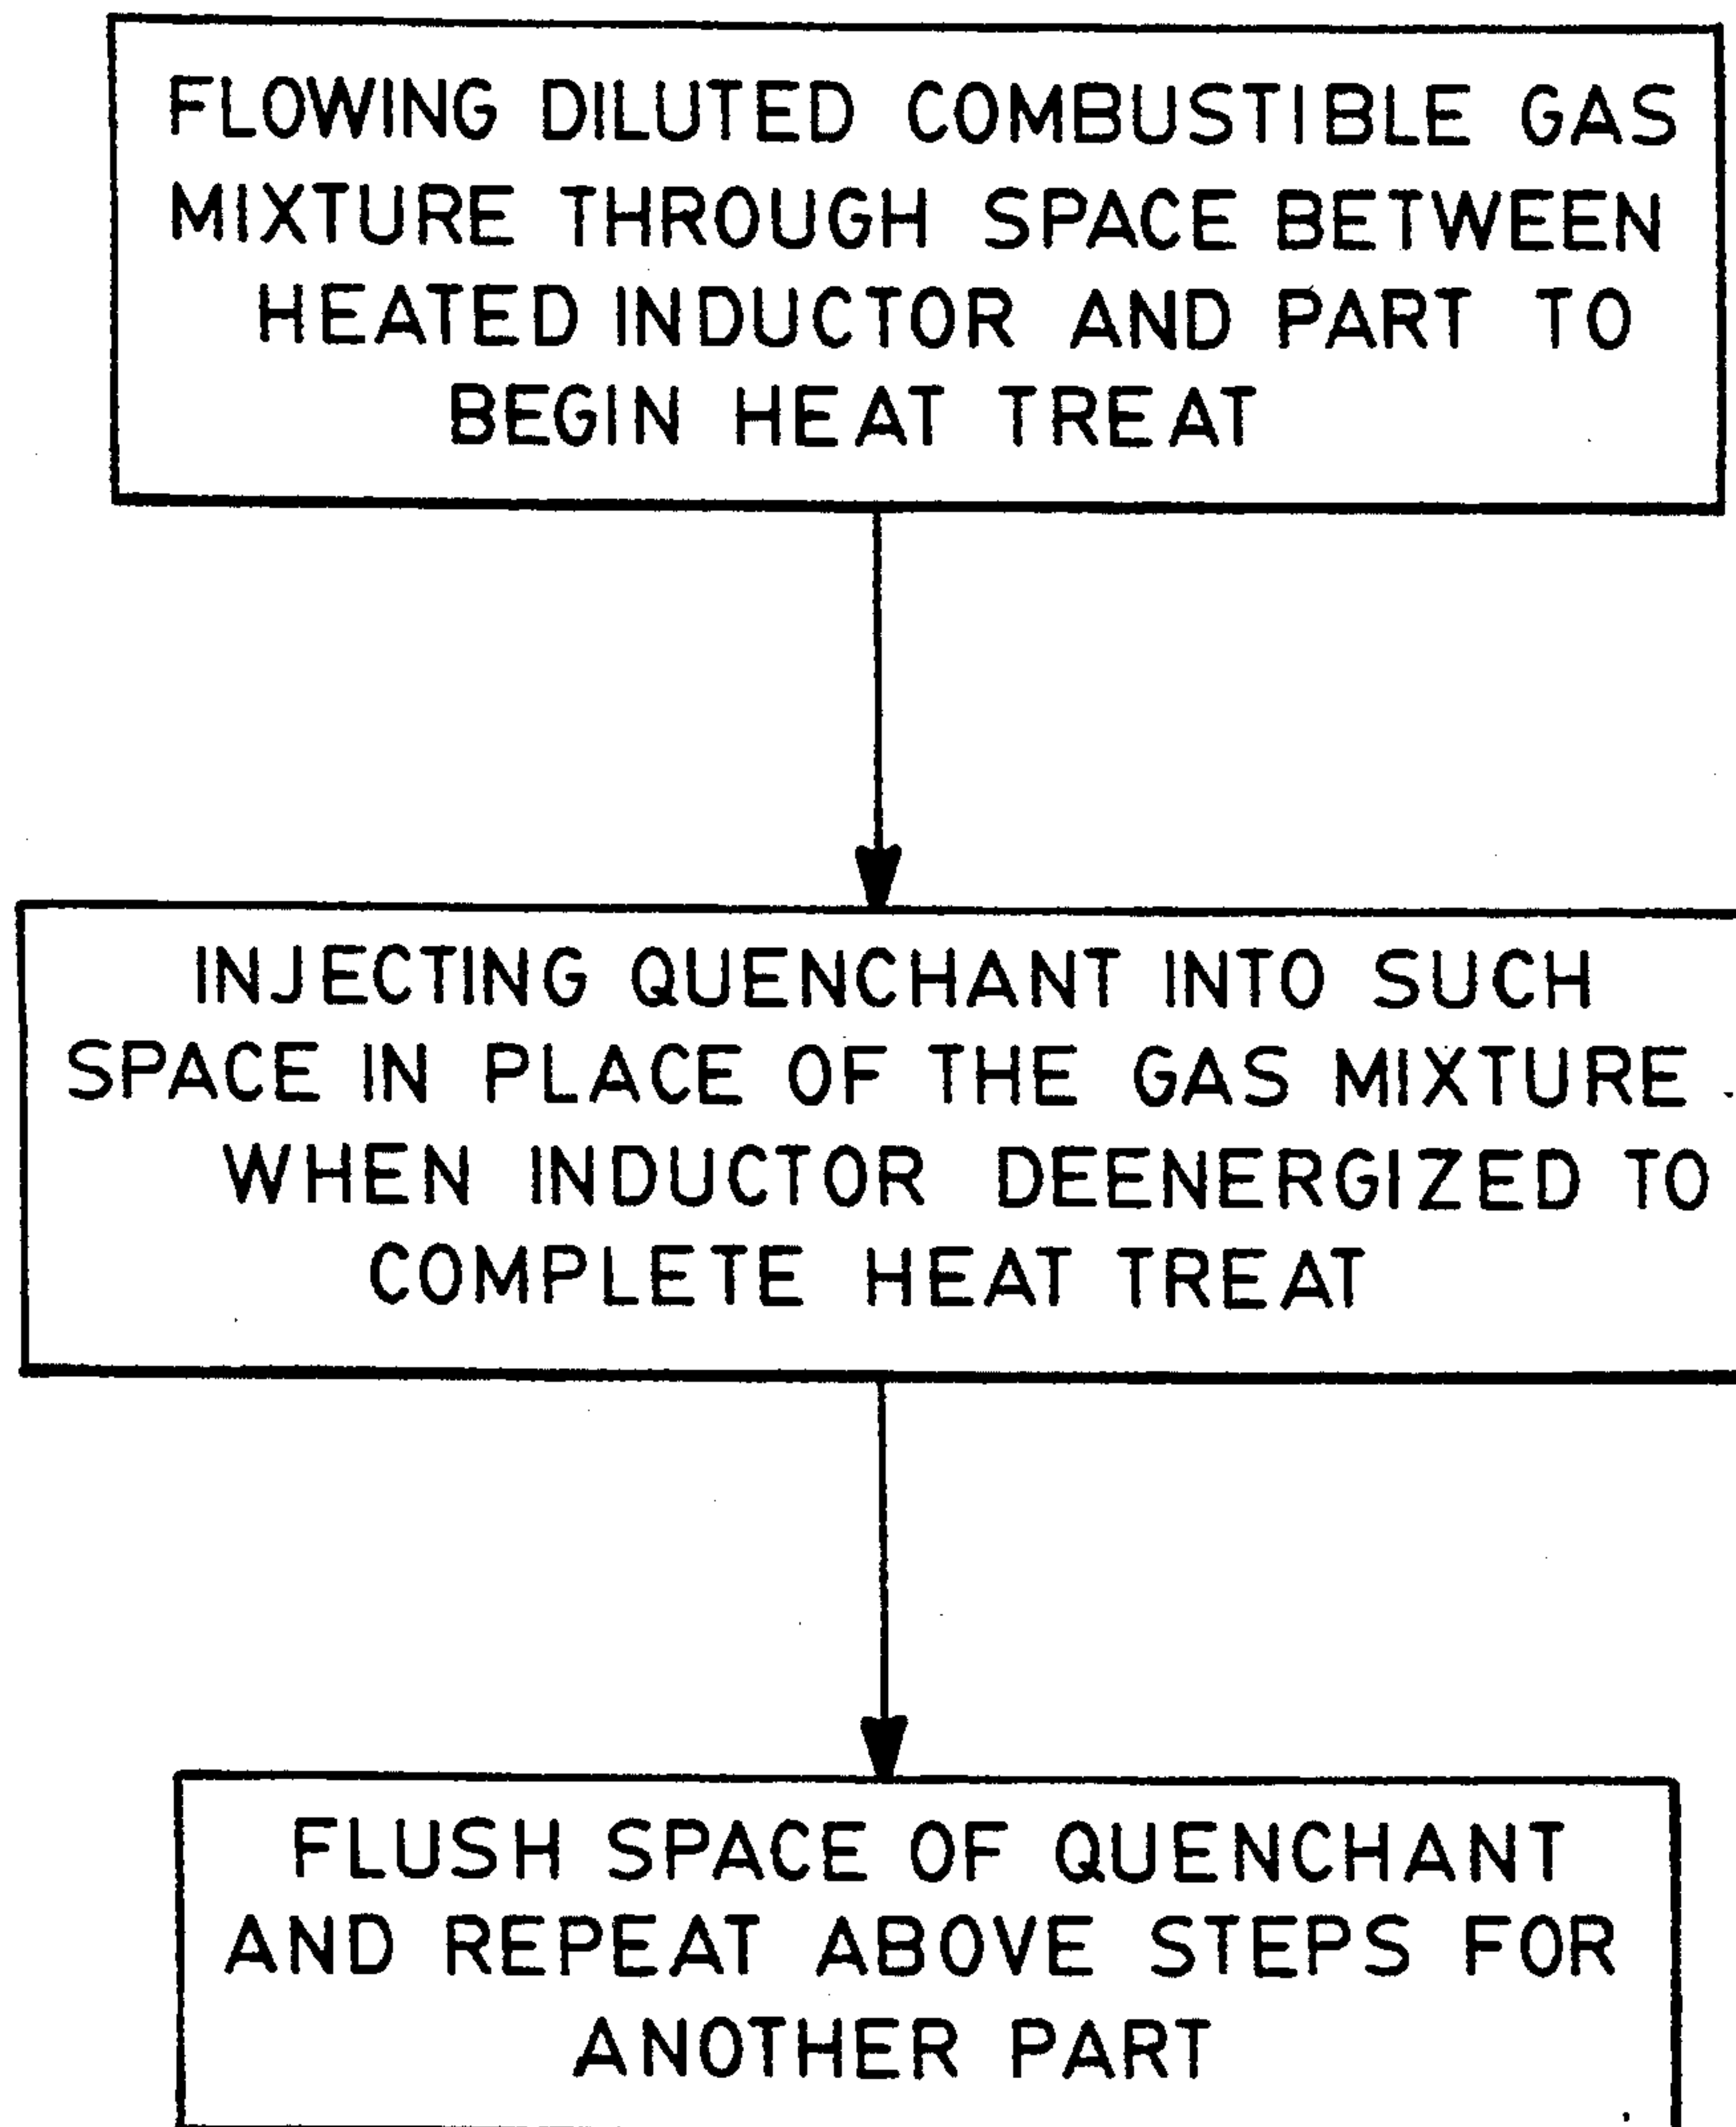 FLOWING DILUTED COMBUSTIBLE GAS
MIXTURE THROUGH SPACE BETWEEN
HEATED INDUCTOR AND PART TO
BEGIN HEAT TREAT
INJECTING QUENCHANT INTO SUCH
SPACE IN PLACE OF THE GAS MIXTURE
WHEN INDUCTOR DEENERGIZED TO
COMPLETE HEAT TREAT
FLUSH SPACE OF QUENCHANT
AND REPEAT ABOVE STEPS FOR
ANOTHER PART